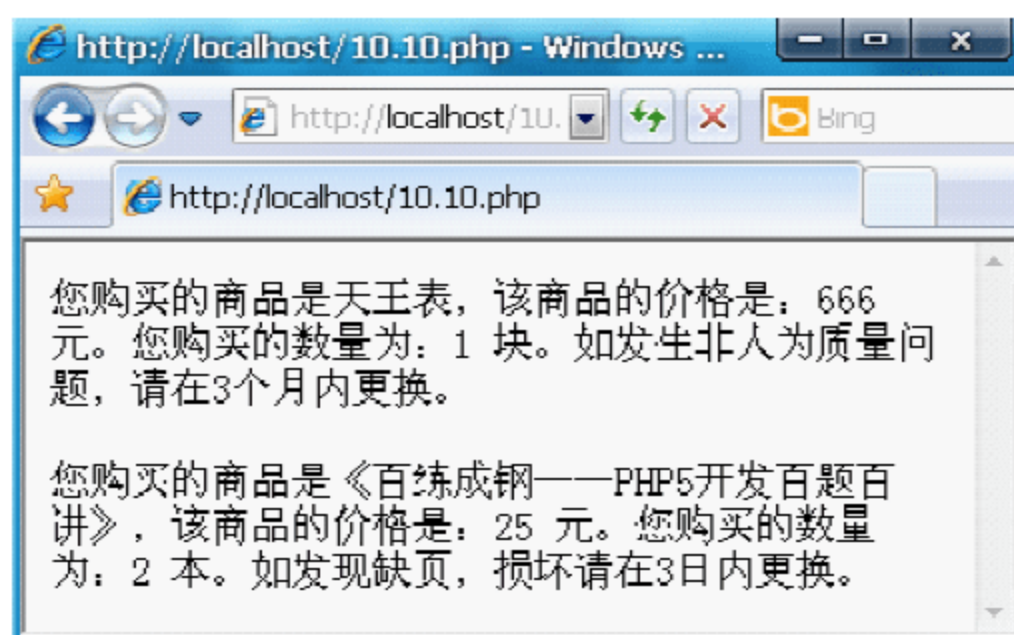 http://localhost/10.10.php - Windows ...
http://localhost/10. Bing
http://localhost/10.10.php
您购买的商品是天王表，该商品的价格是：666
元。您购买的数量为：1 块。如发生非人为质量问
题，请在3个月内更换。
您购买的商品是《百练成钢——PHP5开发百题百
讲》，该商品的价格是：25 元。您购买的数量
为：2 本。如发现缺页，损坏请在3日内更换。